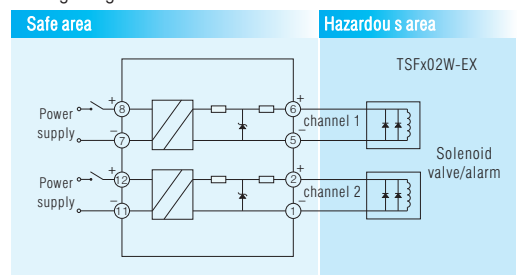 Safe area
Hazardou s area
TSFx02W-EX
Power
supply
+
8
−
7
+
6
−
5
channel 1
Solenoid
valve/alarm
Power
supply
+
12
−
11
+
2
−
1
channel 2